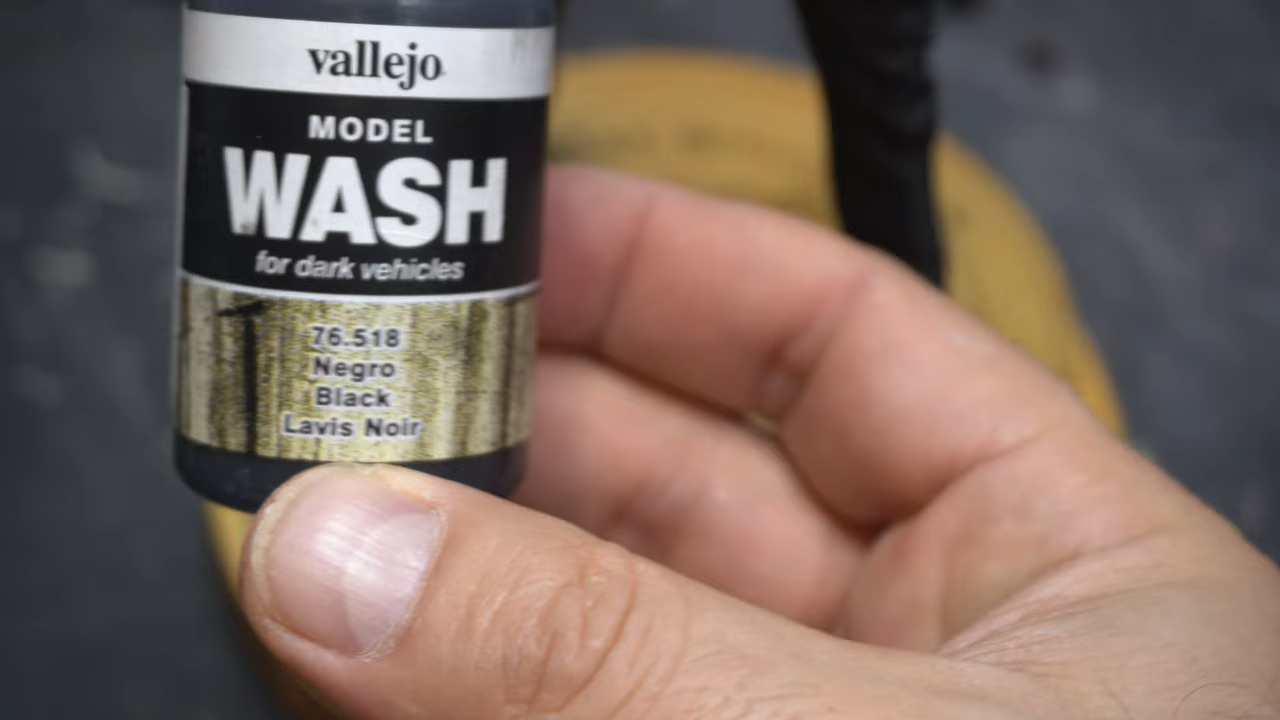 vallejo
MODEL
WASH
for dark vehicles
76.518
Negro
Black
Lavis Noir